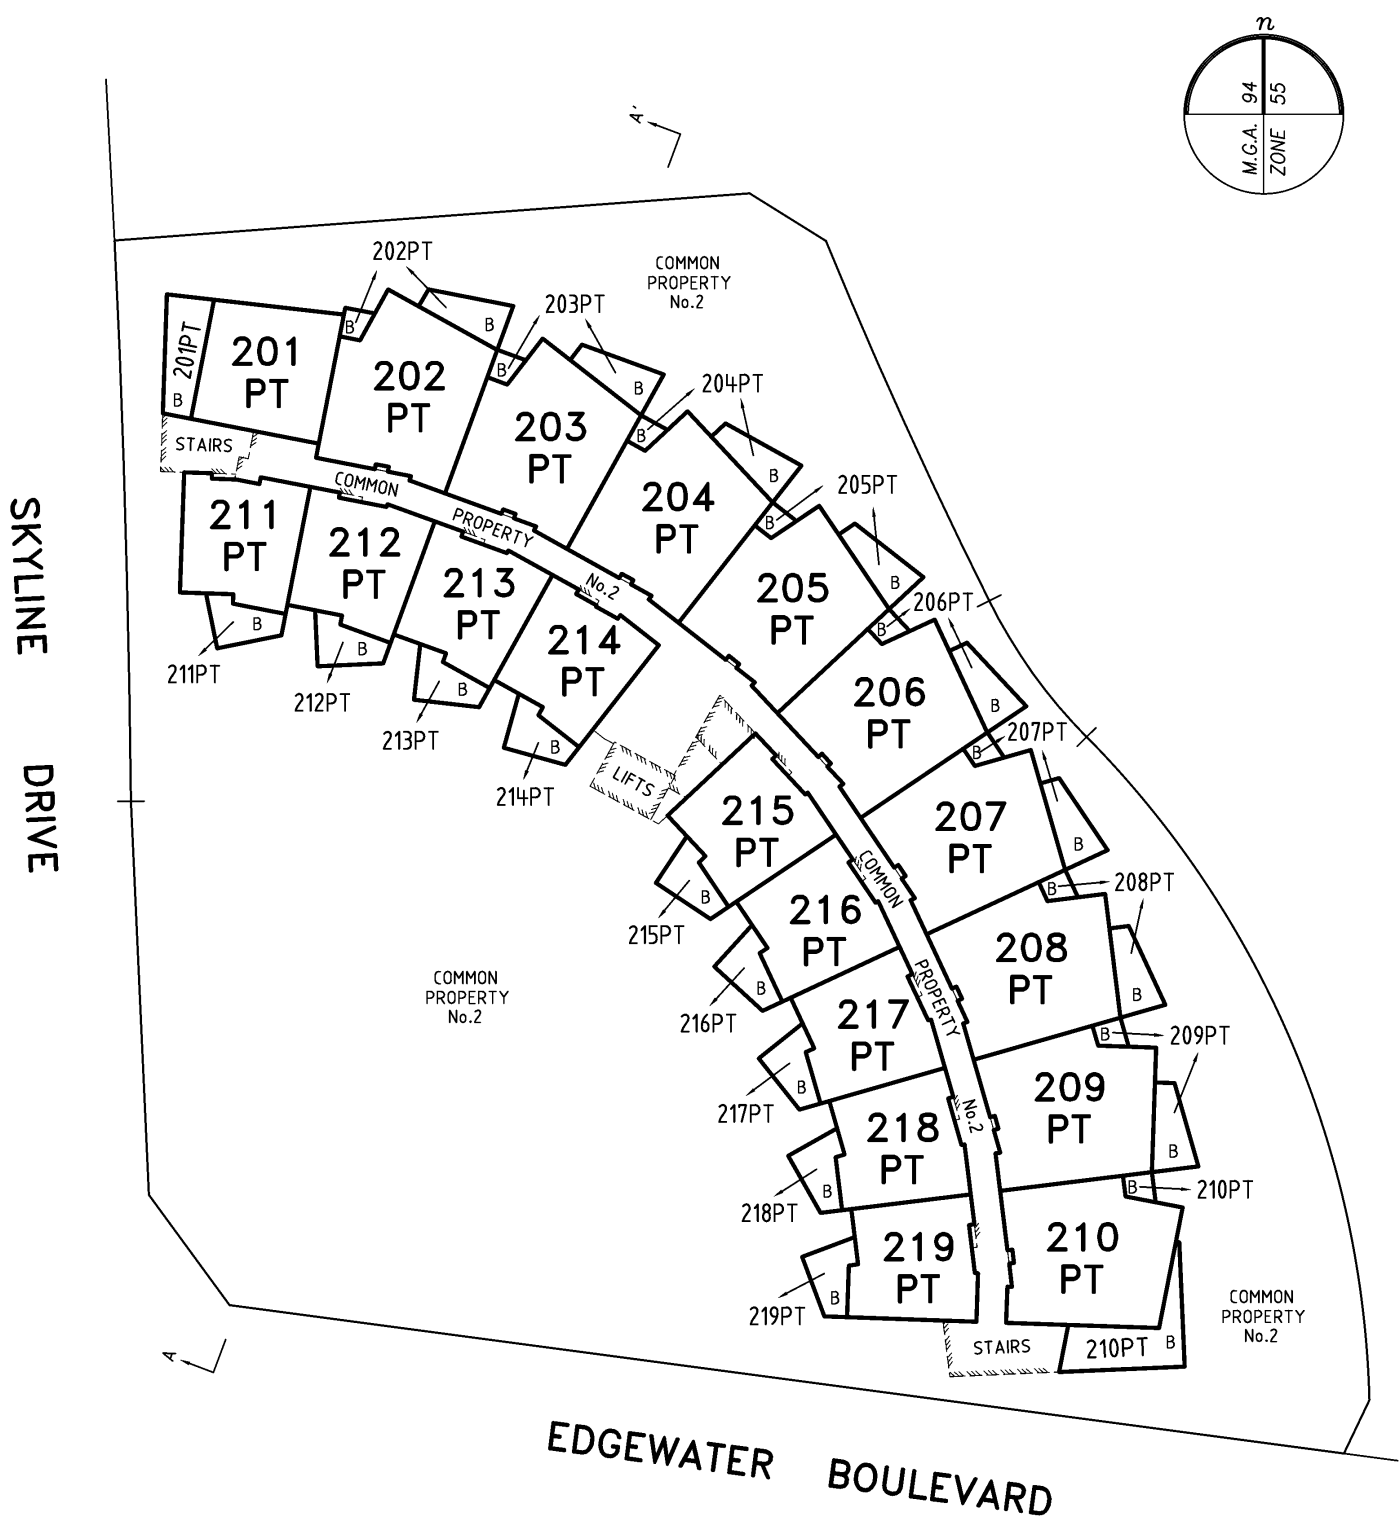 n
M.G.A. 94
ZONE 55
A'
202PT
COMMON
PROPERTY
No.2
203PT
B
B
201PT
B
201
PT
202
PT
B
B
204PT
203
PT
B
B
STAIRS
COMMON
204
PT
205PT
B
B
211
PT
212
PT
PROPERTY
213
PT
No.2
205
PT
B
206PT
B
B
211PT
B
212PT
B
213PT
214
PT
B
214PT
206
PT
B
207PT
B
LIFTS
215
PT
207
PT
B
208PT
B
COMMON
B
215PT
216
PT
208
PT
B
209PT
B
216PT
B
217
PT
PROPERTY
COMMON
PROPERTY
No.2
217PT
B
209
PT
B
210PT
B
218
PT
No.2
218PT
B
219
PT
210
PT
219PT
B
STAIRS
210PT
B
COMMON
PROPERTY
No.2
A
SKYLINE DRIVE
EDGEWATER BOULEVARD